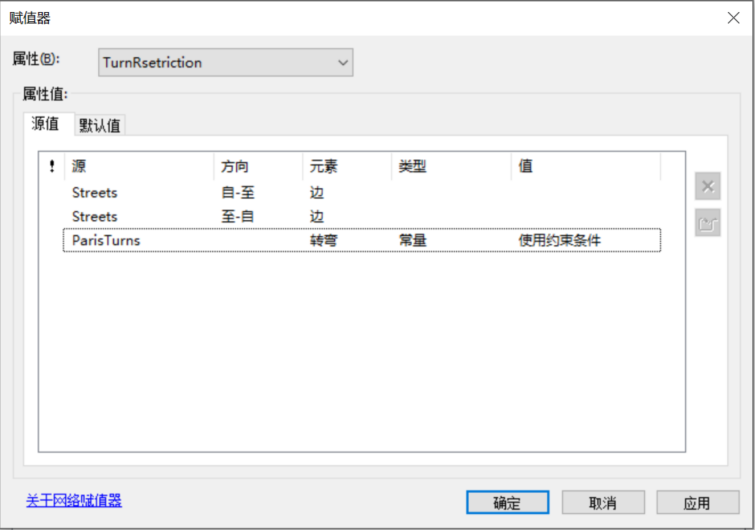 赋值器
属性(B): TurnRsetriction
属性值:
源值 默认值
! 源 方向 元素 类型 值
Streets 自-至 边
Streets 至-自 边
ParisTurns 转弯 常量 使用约束条件
关于网络赋值器 确定 取消 应用